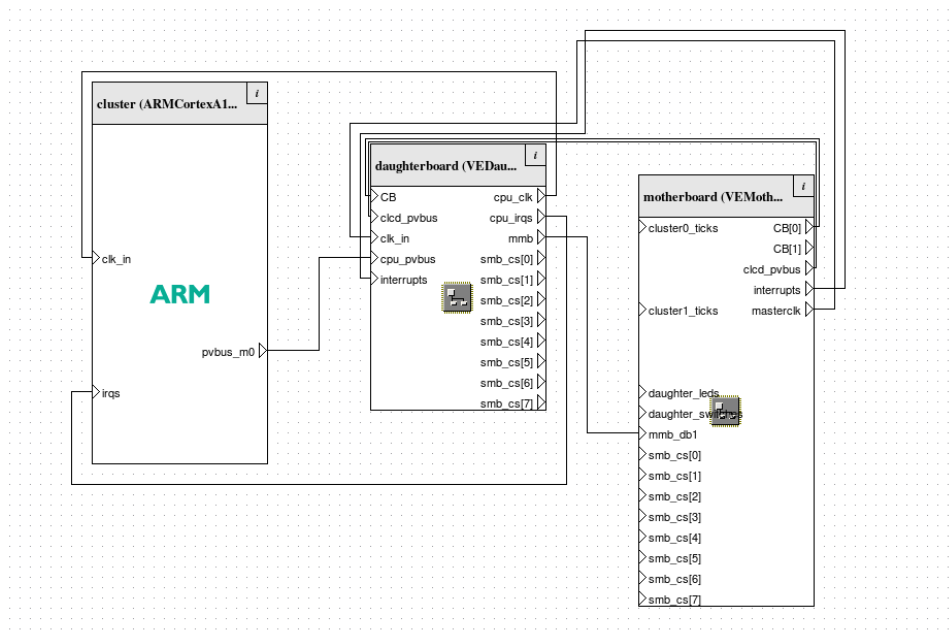 cluster (ARMCortexA1...
i
clk_in
ARM
pvbus_m0
irqs
daughterboard (VEDau...
i
CB
cpu_clk
clcd_pvbus
cpu_irqs
clk_in
mmb
cpu_pvbus
smb_cs[0]
interrupts
smb_cs[1]
smb_cs[2]
smb_cs[3]
smb_cs[4]
smb_cs[5]
smb_cs[6]
smb_cs[7]
motherboard (VEMoth...
i
cluster0_ticks
CB[0]
CB[1]
clcd_pvbus
interrupts
cluster1_ticks
masterclk
daughter_leds
daughter_switches
mmb_db1
smb_cs[0]
smb_cs[1]
smb_cs[2]
smb_cs[3]
smb_cs[4]
smb_cs[5]
smb_cs[6]
smb_cs[7]